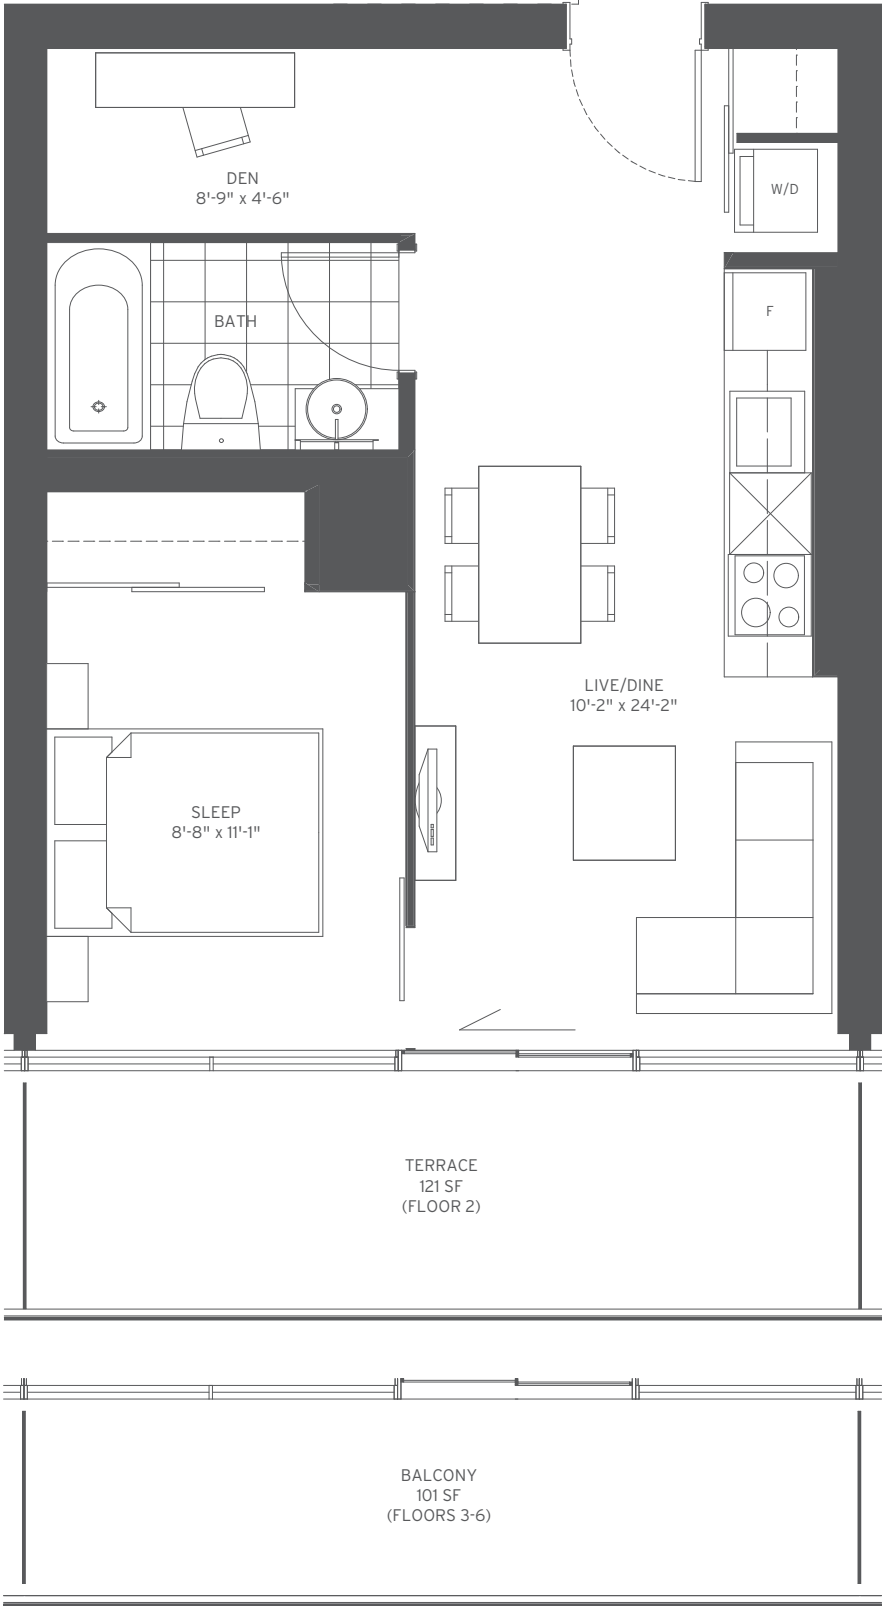 DEN
8'-9" x 4'-6"
W/D
BATH
F
LIVE/DINE
10'-2" x 24'-2"
SLEEP
8'-8" x 11'-1"
TERRACE
121 SF
(FLOOR 2)
BALCONY
101 SF
(FLOORS 3-6)